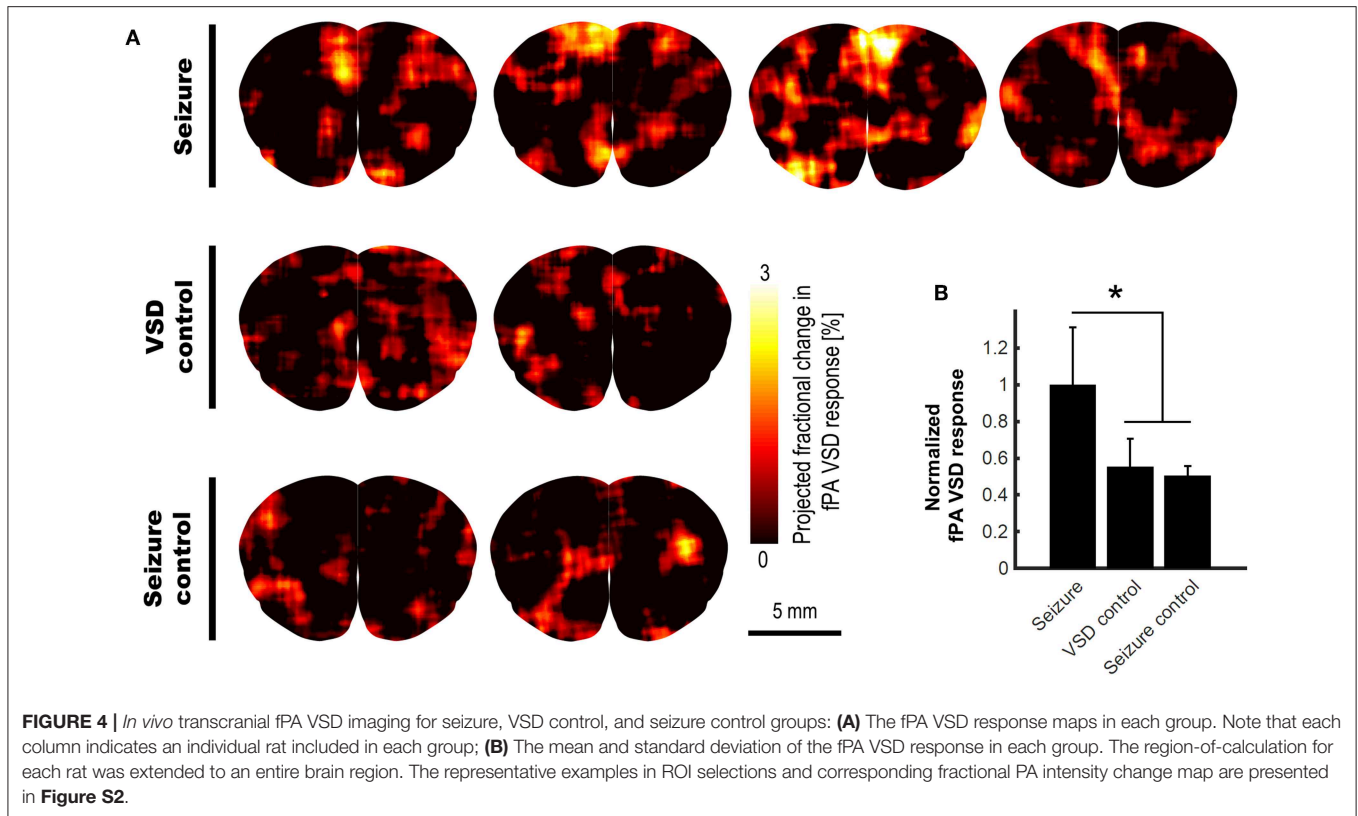 A
Seizure
VSD
control
Seizure
control
3
Projected fractional change in
fPA VSD response [%]
0
5 mm
B
*
Normalized
fPA VSD response
1.2
1
0.8
0.6
0.4
0.2
0
Seizure
VSD control
Seizure control
FIGURE 4 | In vivo transcranial fPA VSD imaging for seizure, VSD control, and seizure control groups: (A) The fPA VSD response maps in each group. Note that each
column indicates an individual rat included in each group; (B) The mean and standard deviation of the fPA VSD response in each group. The region-of-calculation for
each rat was extended to an entire brain region. The representative examples in ROI selections and corresponding fractional PA intensity change map are presented
in Figure S2.